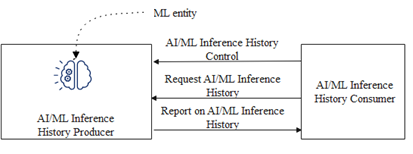 ML entity
AI/ML Inference History
Control
Request AI/ML Inference
History
Report on AI/ML Inference
History
AI/ML Inference
History Producer
AI/ML Inference
History Consumer